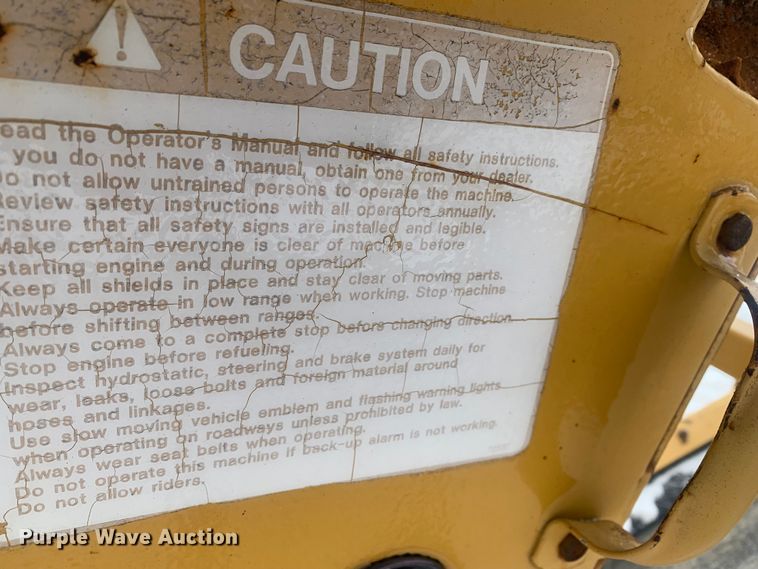 CAUTION
ead the Operator's Manual and follow all safety instructions.
you do not have a manual, obtain one from your dealer.
Do not allow untrained persons to operate the machine.
Review safety instructions with all operators annually.
Ensure that all safety signs are installed and legible.
Make certain everyone is clear of machine before
starting engine and during operation.
Keep all shields in place and stay clear of moving parts.
Always operate in low range when working. Stop machine
before shifting between ranges.
Always come to a complete stop before changing direction.
Stop engine before refueling.
Inspect hydrostatic, steering and brake system daily for
wear, leaks, loose bolts and foreign material around
hoses and linkages.
Use slow moving vehicle emblem and flashing warning lights
when operating on roadways unless prohibited by law.
Always wear seat belts when operating.
Do not operate this machine if back-up alarm is not working.
Do not allow riders.
Purple Wave Auction